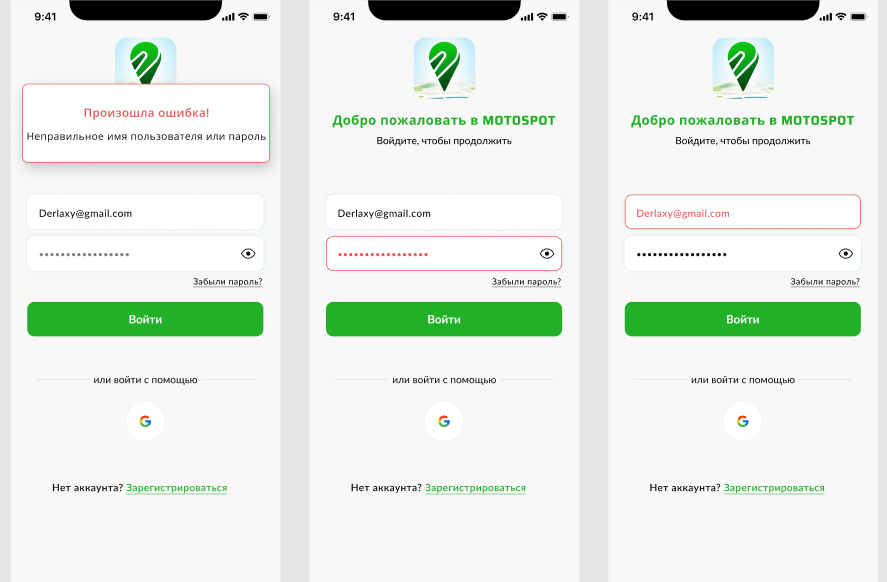 9:41
Произошла ошибка!
Неправильное имя пользователя или пароль
Derlaxy@gmail.com
Забыли пароль?
Войти
или войти с помощью
Нет аккаунта? Зарегистрироваться
9:41
Добро пожаловать в MOTOSPOT
Войдите, чтобы продолжить
Derlaxy@gmail.com
Забыли пароль?
Войти
или войти с помощью
Нет аккаунта? Зарегистрироваться
9:41
Добро пожаловать в MOTOSPOT
Войдите, чтобы продолжить
Derlaxy@gmail.com
Забыли пароль?
Войти
или войти с помощью
Нет аккаунта? Зарегистрироваться